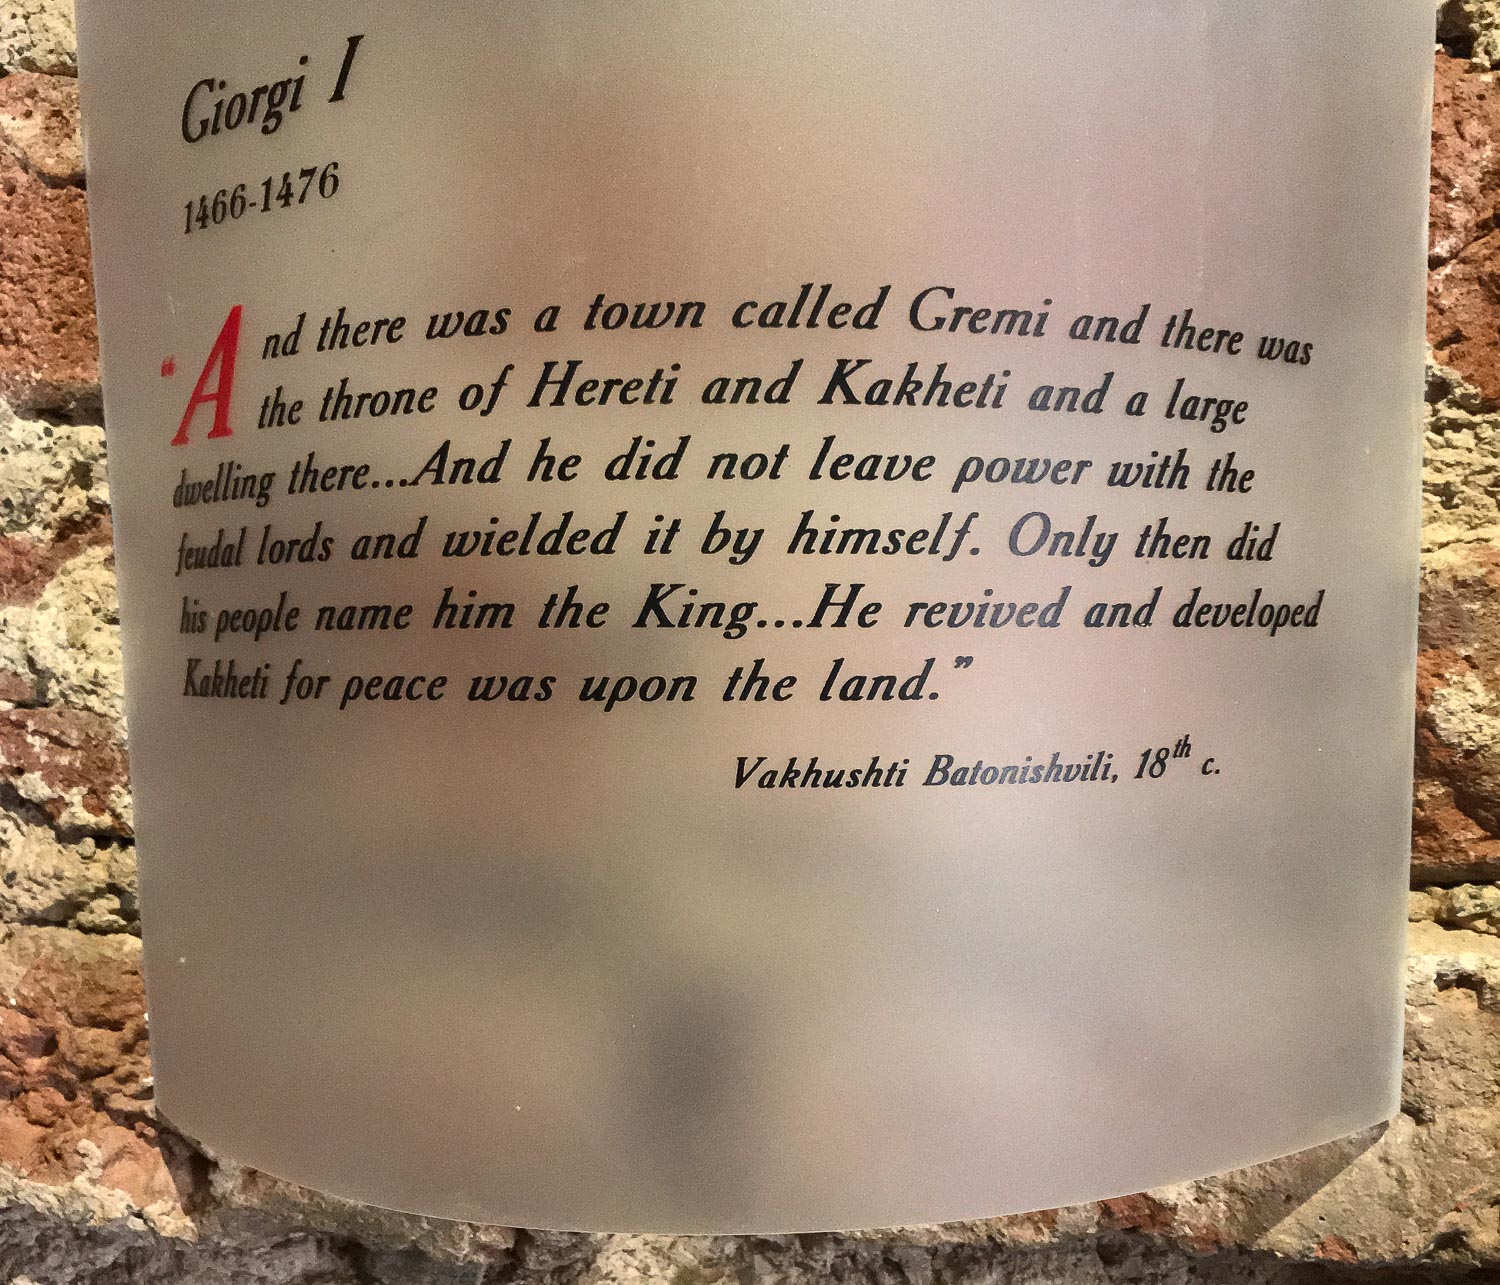 Giorgi I
1466-1476
"And there was a town called Gremi and there was
the throne of Hereti and Kakheti and a large
dwelling there...And he did not leave power with the
feudal lords and wielded it by himself. Only then did
his people name him the King...He revived and developed
Kakheti for peace was upon the land."
Vakhushti Batonishvili, 18th c.